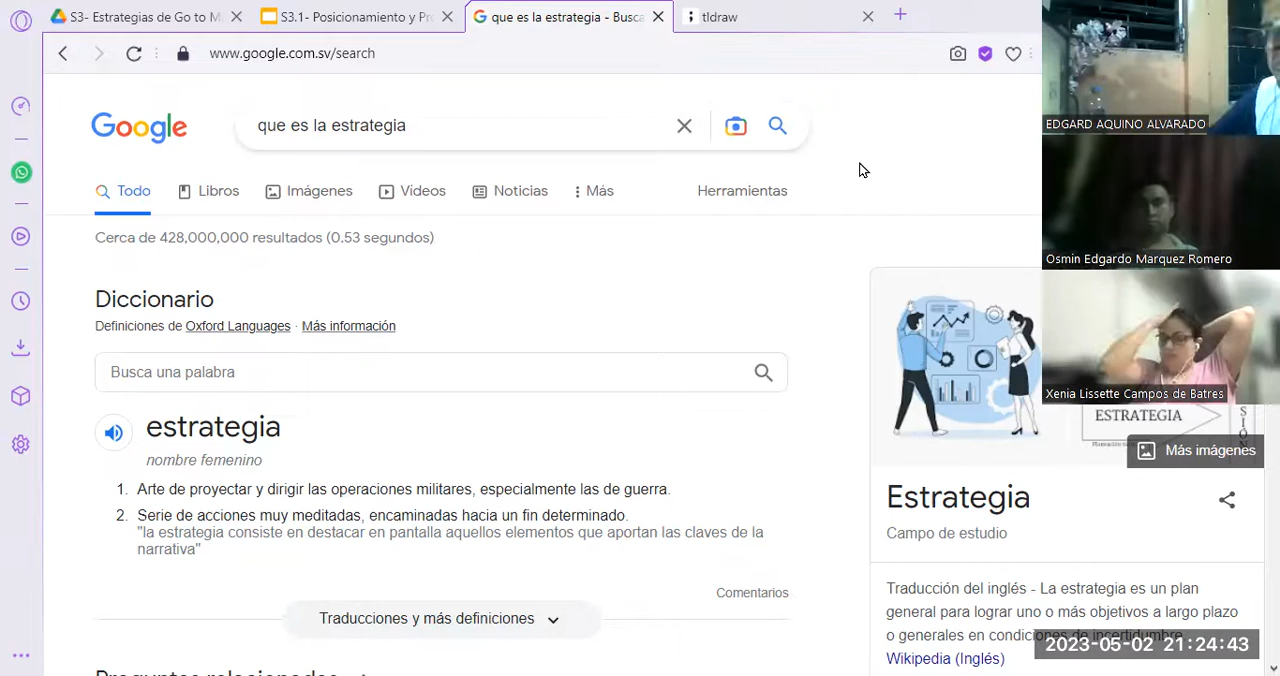 S3- Estrategias de Go to M
S3.1- Posicionamiento y Pr
que es la estrategia - Busca
tldraw
www.google.com.sv/search
Google
que es la estrategia
Todo
Libros
Imágenes
Videos
Noticias
Más
Herramientas
Cerca de 428,000,000 resultados (0.53 segundos)
Diccionario
Definiciones de Oxford Languages · Más información
Busca una palabra
estrategia
nombre femenino
1. Arte de proyectar y dirigir las operaciones militares, especialmente las de guerra.
2. Serie de acciones muy meditadas, encaminadas hacia un fin determinado.
"la estrategia consiste en destacar en pantalla aquellos elementos que aportan las claves de la
narrativa"
Comentarios
Traducciones y más definiciones
EDGARD AQUINO ALVARADO
Osmin Edgardo Marquez Romero
Xenia Lissette Campos de Batres
ESTRATEGIA
Más imágenes
Estrategia
Campo de estudio
Traducción del inglés - La estrategia es un plan
general para lograr uno o más objetivos a largo plazo
o generales en condiciones de incertidumbre.
Wikipedia (Inglés)
2023-05-02 21:24:43